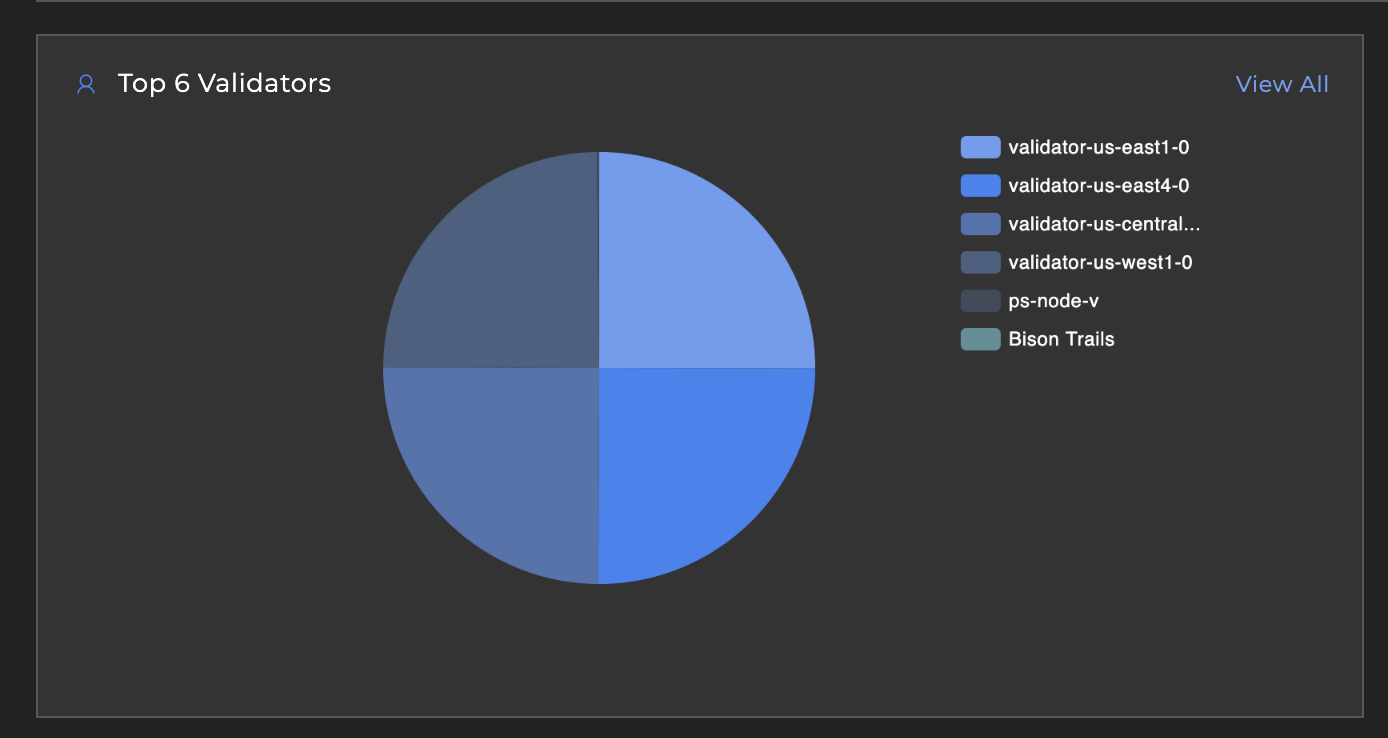 Top 6 Validators
View All
validator-us-east1-0
validator-us-east4-0
validator-us-central...
validator-us-west1-0
ps-node-v
Bison Trails